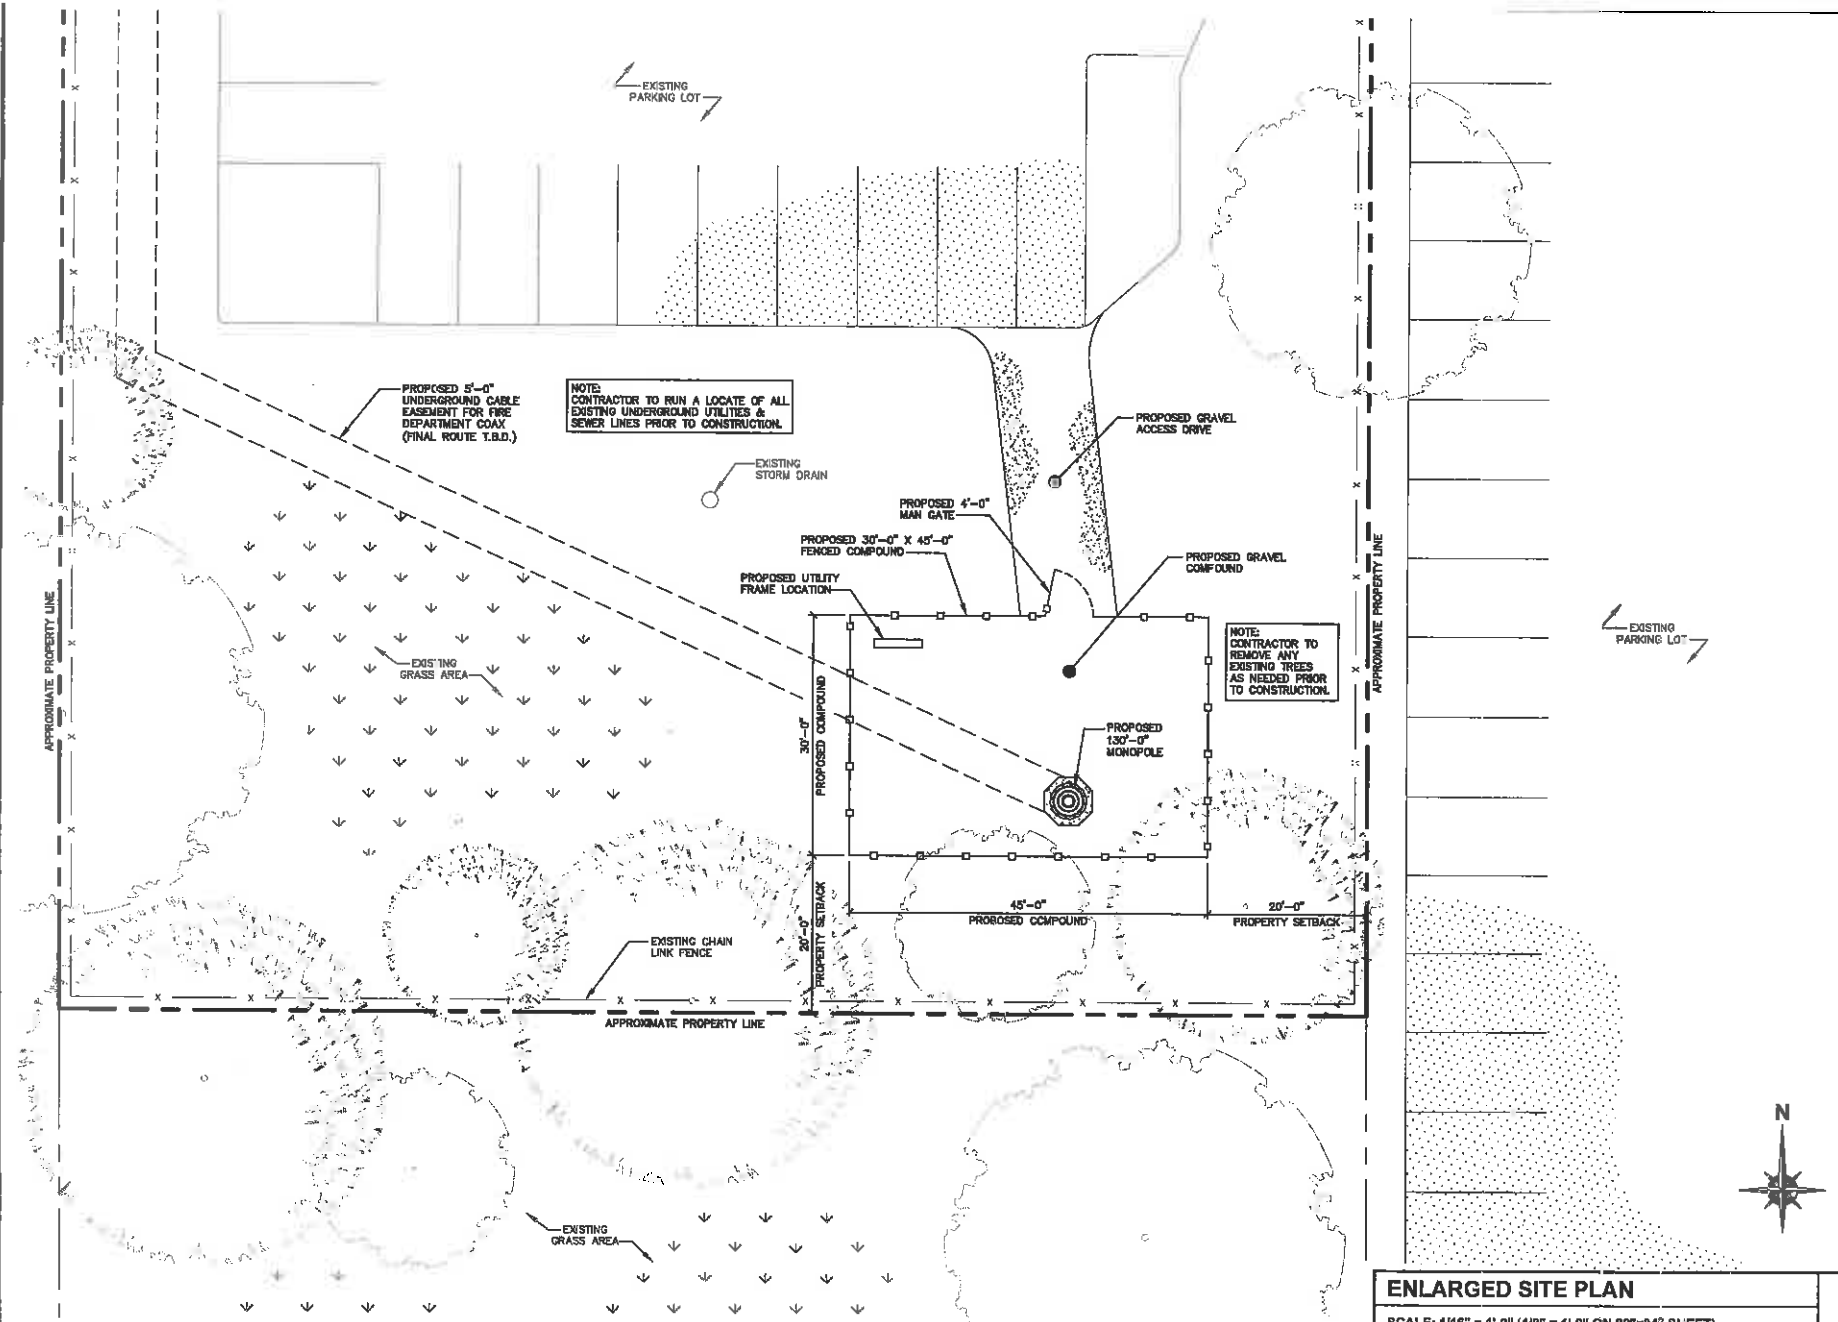 EXISTING
PARKING LOT
PROPOSED 5'-0"
UNDERGROUND CABLE
EASEMENT FOR FIRE
DEPARTMENT COAX
(FINAL ROUTE T.B.D.)
NOTE:
CONTRACTOR TO RUN A LOCATE OF ALL
EXISTING UNDERGROUND UTILITIES &
SEWER LINES PRIOR TO CONSTRUCTION.
PROPOSED GRAVEL
ACCESS DRIVE
EXISTING
STORM DRAIN
PROPOSED 4'-0"
MAN GATE
PROPOSED 30'-0" X 45'-0"
FENCED COMPOUND
PROPOSED GRAVEL
COMPOUND
PROPOSED UTILITY
FRAME LOCATION
APPROXIMATE PROPERTY LINE
APPROXIMATE PROPERTY LINE
NOTE:
CONTRACTOR TO
REMOVE ANY
EXISTING TREES
AS NEEDED PRIOR
TO CONSTRUCTION.
EXISTING
PARKING LOT
EXISTING
GRASS AREA
30'-0"
PROPOSED COMPOUND
PROPOSED
130'-0"
MONOPOLE
20'-0"
PROPERTY SETBACK
45'-0"
PROPOSED COMPOUND
20'-0"
PROPERTY SETBACK
EXISTING CHAIN
LINK FENCE
APPROXIMATE PROPERTY LINE
EXISTING
GRASS AREA
N
ENLARGED SITE PLAN